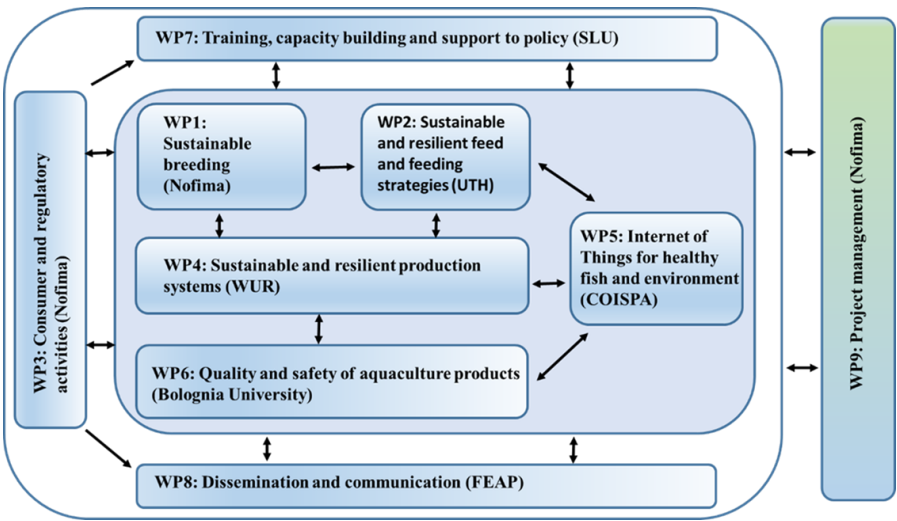 WP7: Training, capacity building and support to policy (SLU)
WP3: Consumer and regulatory
activities (Nofima)
WP1:
Sustainable
breeding
(Nofima)
WP2: Sustainable
and resilient feed
and feeding
strategies (UTH)
WP4: Sustainable and resilient production
systems (WUR)
WP5: Internet of
Things for healthy
fish and environment
(COISPA)
WP6: Quality and safety of aquaculture products
(Bolognia University)
WP8: Dissemination and communication (FEAP)
WP9: Project management (Nofima)